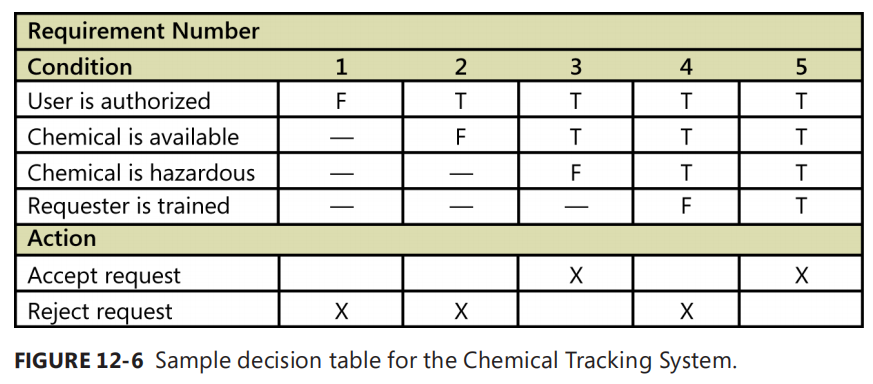 Requirement Number
Condition 1 2 3 4 5
User is authorized F T T T T
Chemical is available — F T T T
Chemical is hazardous — — F T T
Requester is trained — — — F T
Action
Accept request X X
Reject request X X X
FIGURE 12-6 Sample decision table for the Chemical Tracking System.